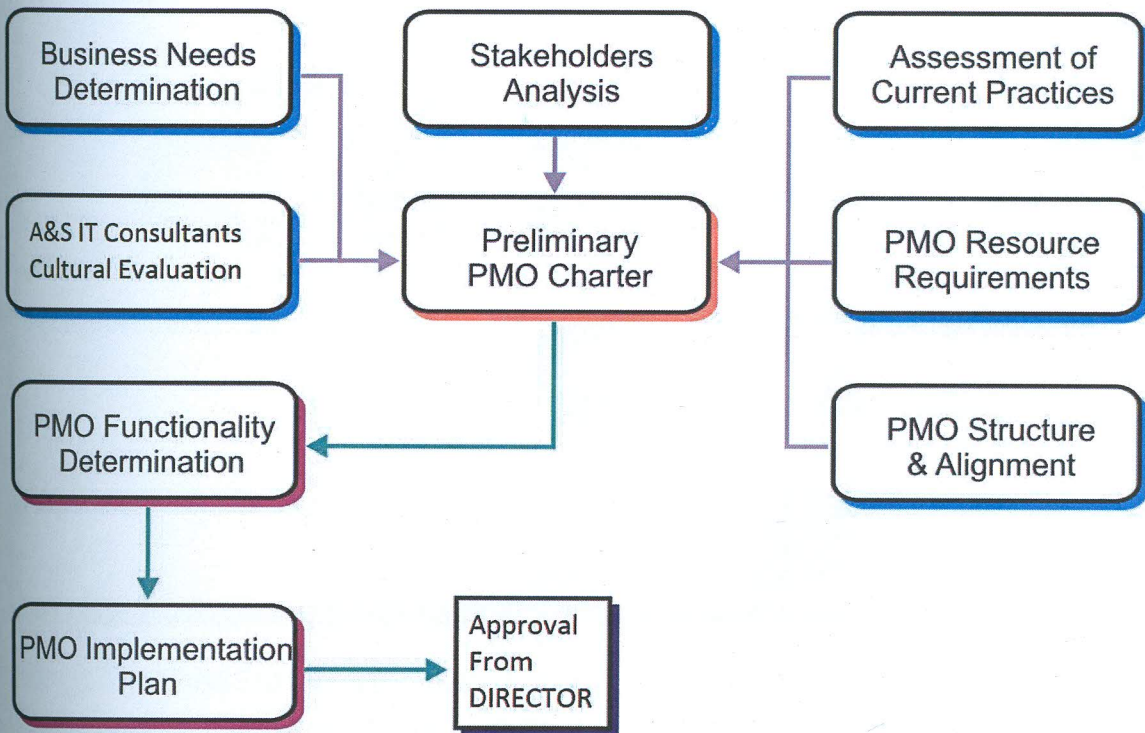 Business Needs
Determination
Stakeholders
Analysis
Assessment of
Current Practices
A&S IT Consultants
Cultural Evaluation
Preliminary
PMO Charter
PMO Resource
Requirements
PMO Functionality
Determination
PMO Structure
& Alignment
PMO Implementation
Plan
Approval
From
DIRECTOR